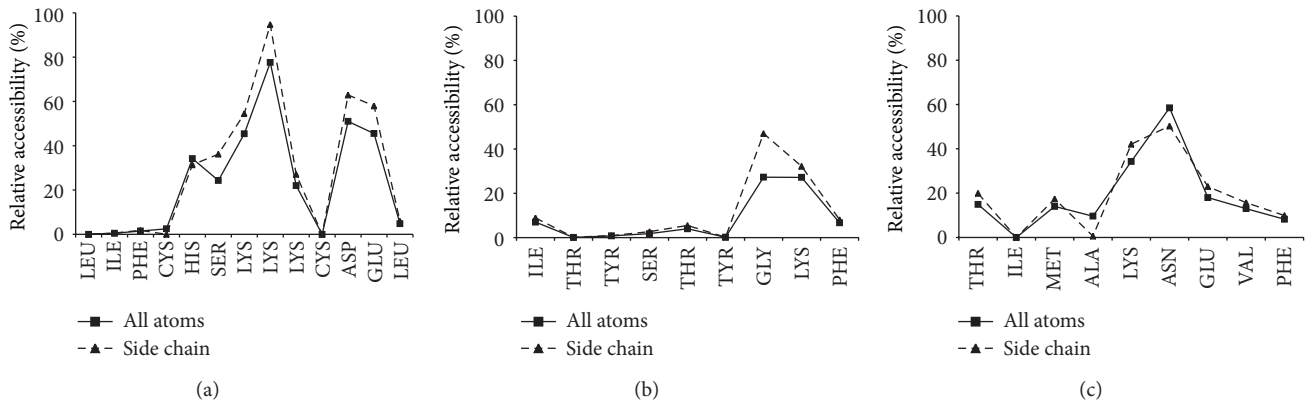 Relative accessibility (%)
100
80
60
40
20
0
LEU
ILE
PHE
CYS
HIS
SER
LYS
LYS
LYS
CYS
ASP
GLU
LEU
All atoms
Side chain
(a)
Relative accessibility (%)
100
80
60
40
20
0
ILE
THR
TYR
SER
THR
TYR
GLY
LYS
PHE
All atoms
Side chain
(b)
Relative accessibility (%)
100
80
60
40
20
0
THR
ILE
MET
ALA
LYS
ASN
GLU
VAL
PHE
All atoms
Side chain
(c)